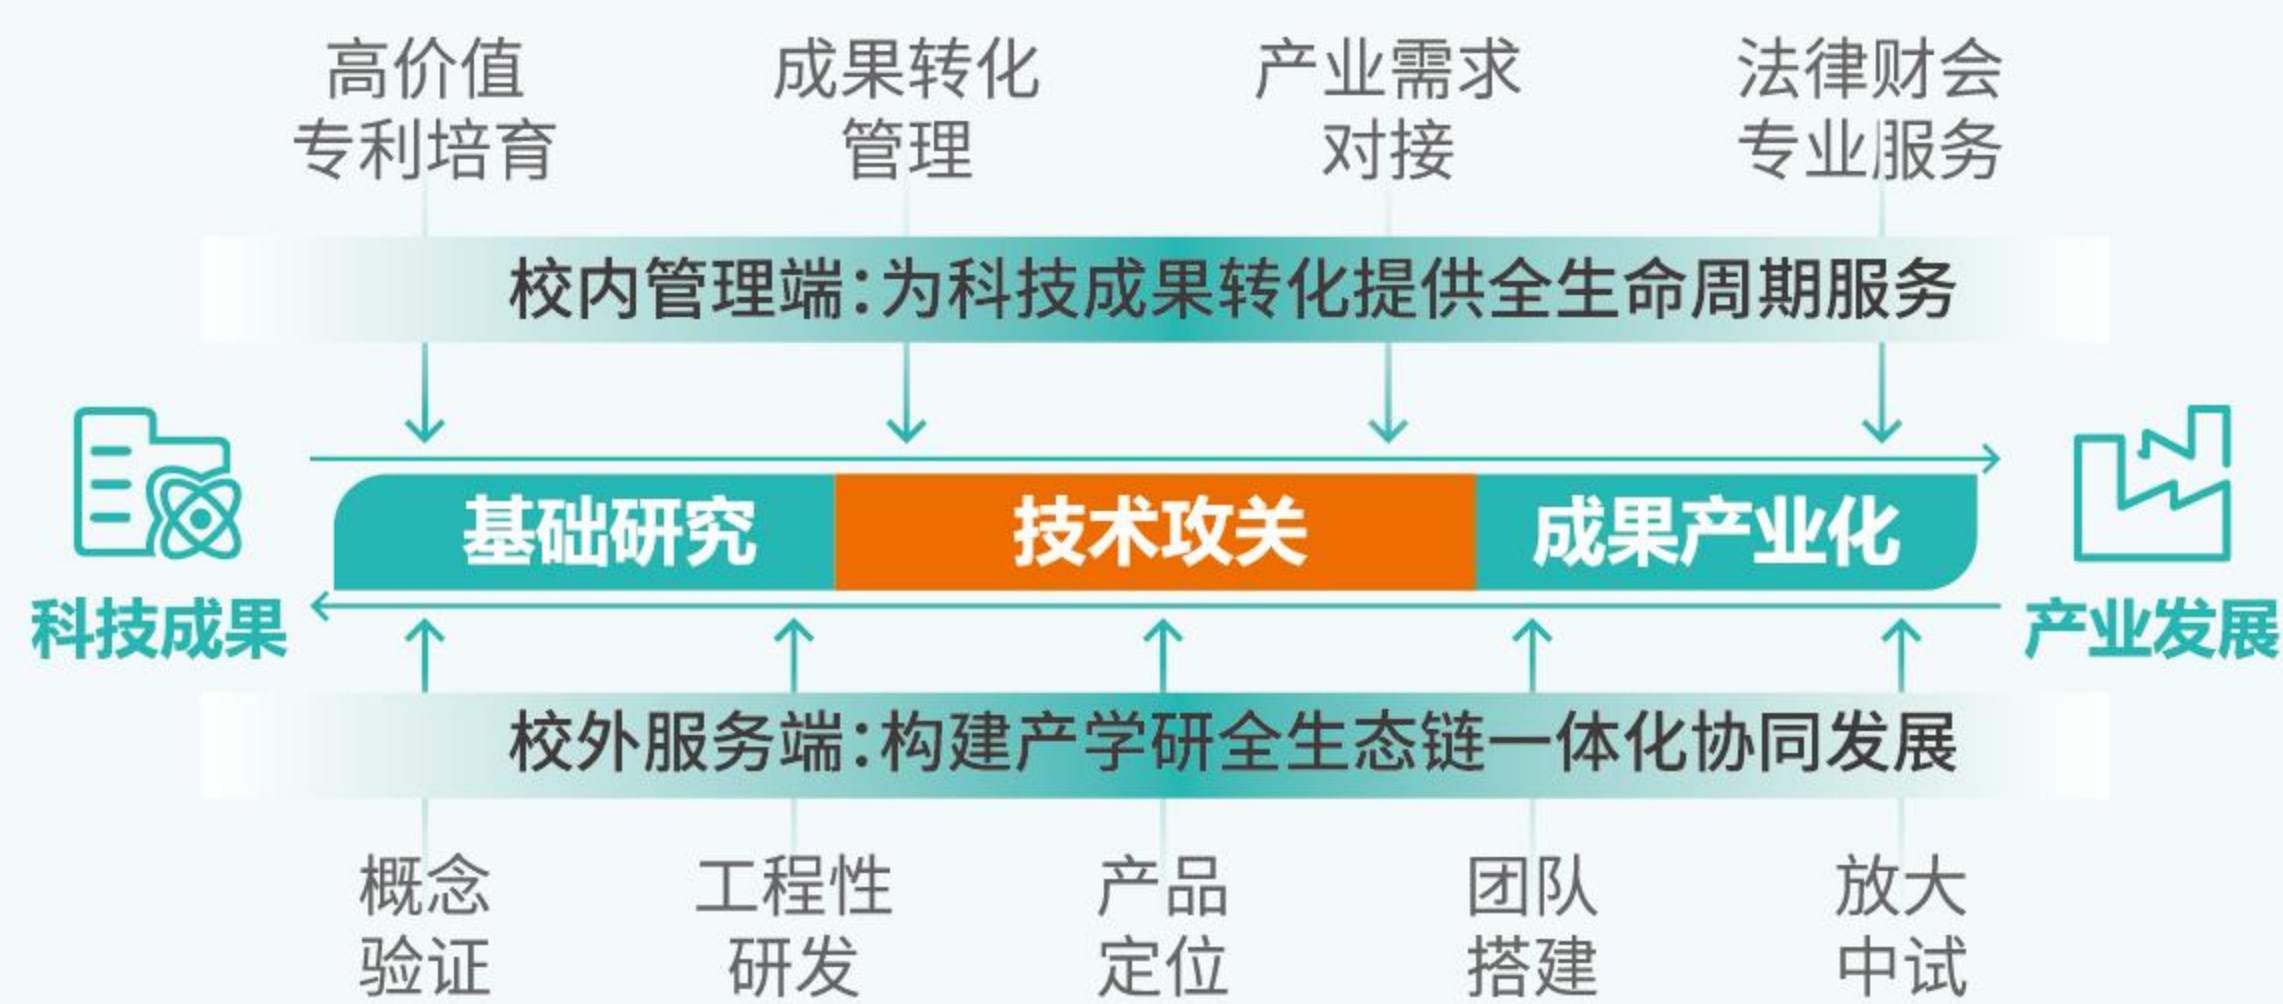 高价值
专利培育
成果转化
管理
产业需求
对接
法律财会
专业服务
校内管理端:为科技成果转化提供全生命周期服务
基础研究
技术攻关
成果产业化
科技成果
产业发展
校外服务端:构建产学研全生态链一体化协同发展
概念
验证
工程性
研发
产品
定位
团队
搭建
放大
中试